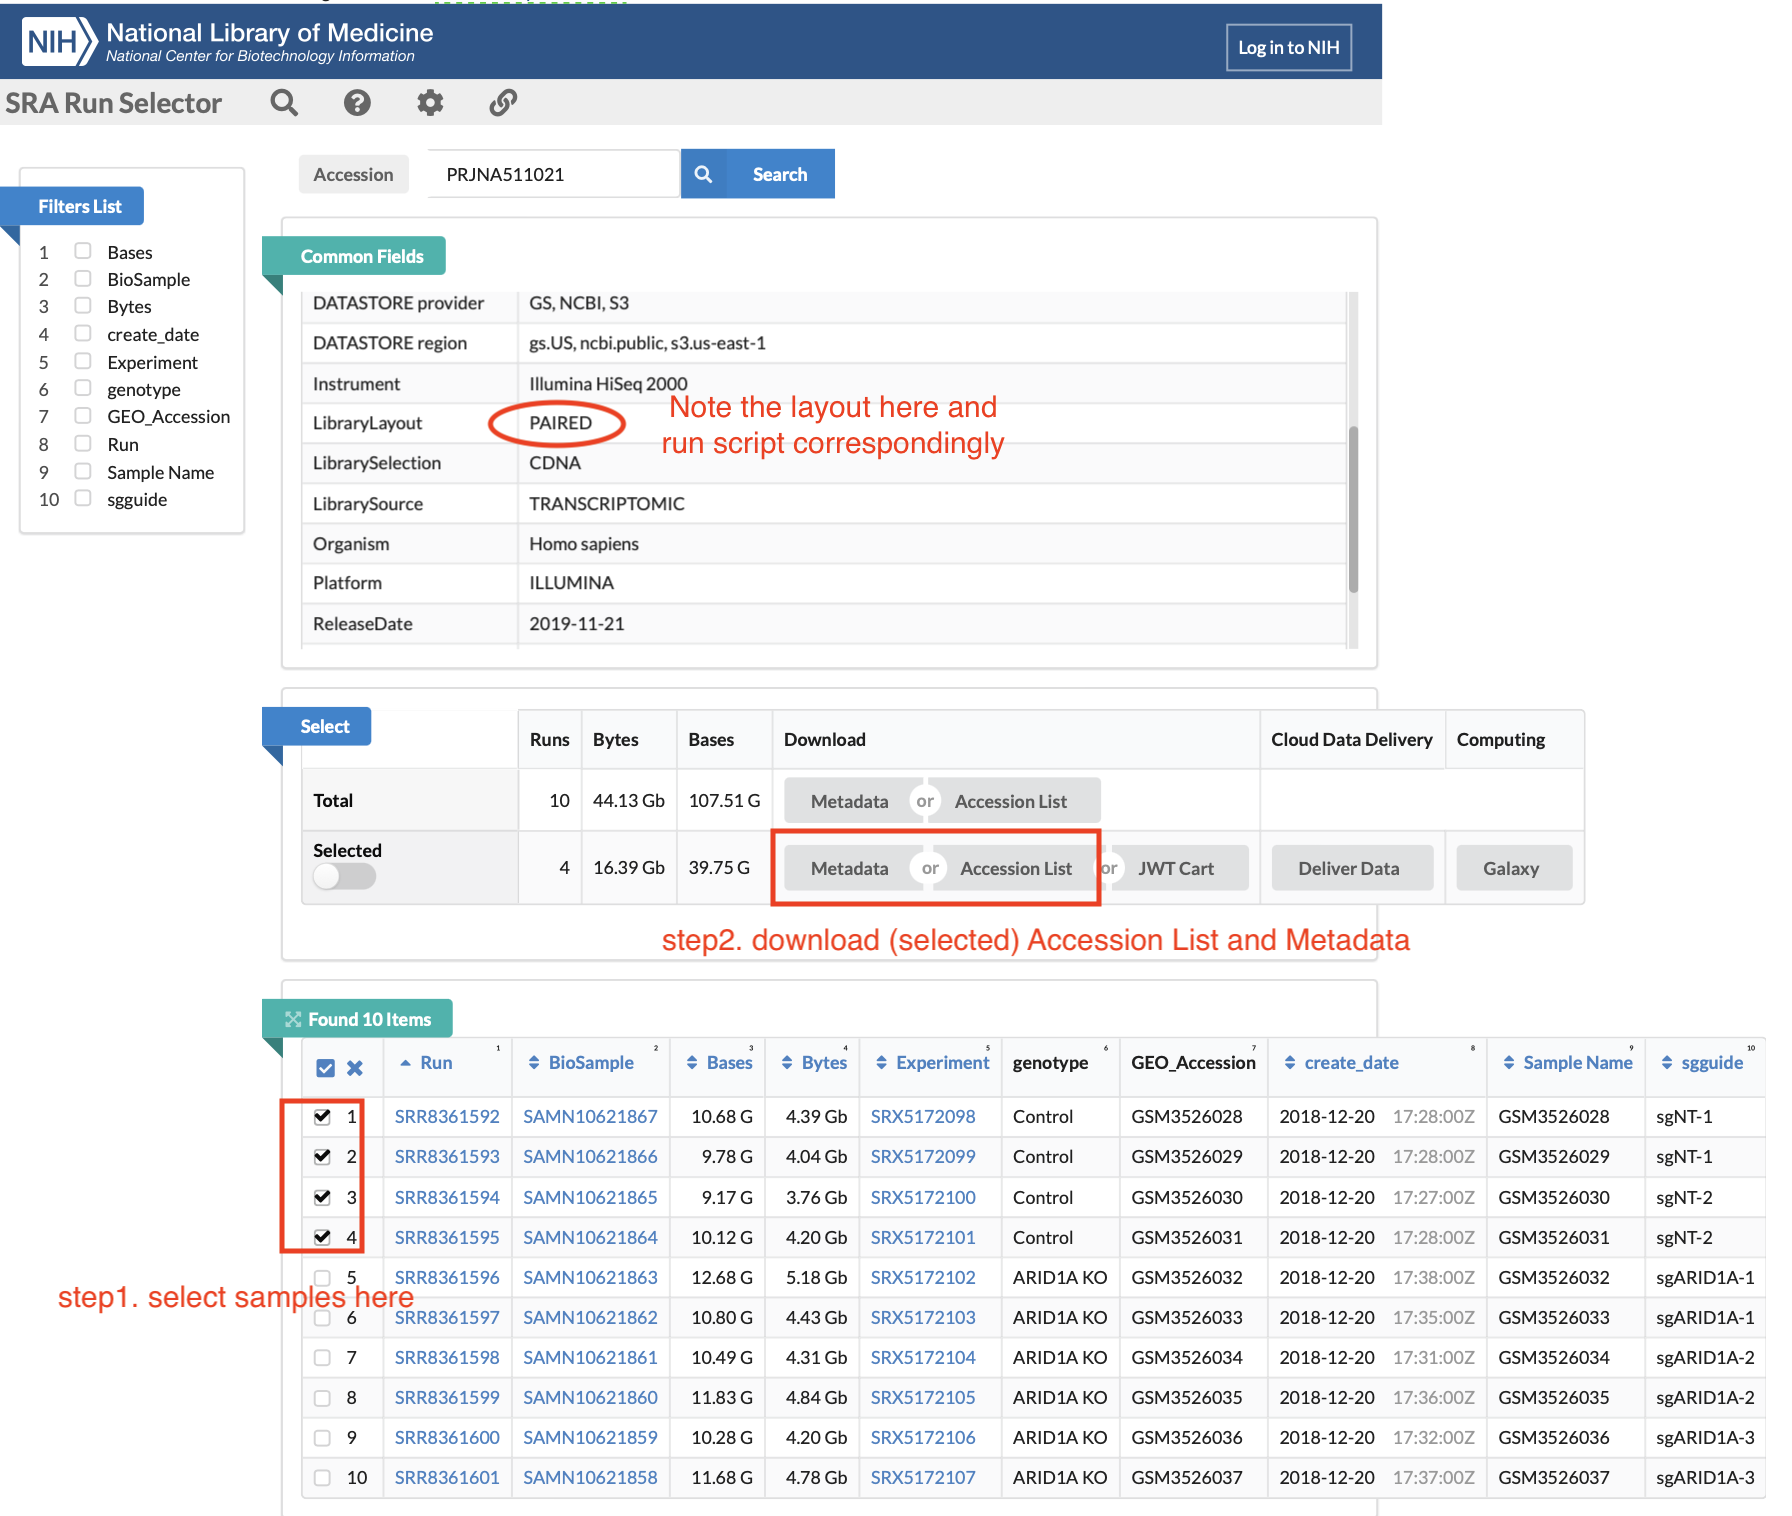 NIH National Library of Medicine
National Center for Biotechnology Information
Log in to NIH
SRA Run Selector
Accession PRJNA511021 Search
Filters List
1 Bases
2 BioSample
3 Bytes
4 create_date
5 Experiment
6 genotype
7 GEO_Accession
8 Run
9 Sample Name
10 sgguide
Common Fields
DATASTORE provider GS, NCBI, S3
DATASTORE region gs.US, ncbi.public, s3.us-east-1
Instrument Illumina HiSeq 2000
LibraryLayout PAIRED
Note the layout here and
run script correspondingly
LibrarySelection CDNA
LibrarySource TRANSCRIPTOMIC
Organism Homo sapiens
Platform ILLUMINA
ReleaseDate 2019-11-21
Select Runs Bytes Bases Download Cloud Data Delivery Computing
Total 10 44.13 Gb 107.51 G Metadata or Accession List
Selected 4 16.39 Gb 39.75 G Metadata or Accession List or JWT Cart Deliver Data Galaxy
step2. download (selected) Accession List and Metadata
Found 10 Items
Run 1 BioSample 2 Bases 3 Bytes 4 Experiment 5 genotype 6 GEO_Accession 7 create_date 8 Sample Name 9 sgguide 10
1 SRR8361592 SAMN10621867 10.68 G 4.39 Gb SRX5172098 Control GSM3526028 2018-12-20 17:28:00Z GSM3526028 sgNT-1
2 SRR8361593 SAMN10621866 9.78 G 4.04 Gb SRX5172099 Control GSM3526029 2018-12-20 17:28:00Z GSM3526029 sgNT-1
3 SRR8361594 SAMN10621865 9.17 G 3.76 Gb SRX5172100 Control GSM3526030 2018-12-20 17:27:00Z GSM3526030 sgNT-2
4 SRR8361595 SAMN10621864 10.12 G 4.20 Gb SRX5172101 Control GSM3526031 2018-12-20 17:28:00Z GSM3526031 sgNT-2
5 SRR8361596 SAMN10621863 12.68 G 5.18 Gb SRX5172102 ARID1A KO GSM3526032 2018-12-20 17:38:00Z GSM3526032 sgARID1A-1
step1. select samples here
6 SRR8361597 SAMN10621862 10.80 G 4.43 Gb SRX5172103 ARID1A KO GSM3526033 2018-12-20 17:35:00Z GSM3526033 sgARID1A-1
7 SRR8361598 SAMN10621861 10.49 G 4.31 Gb SRX5172104 ARID1A KO GSM3526034 2018-12-20 17:31:00Z GSM3526034 sgARID1A-2
8 SRR8361599 SAMN10621860 11.83 G 4.84 Gb SRX5172105 ARID1A KO GSM3526035 2018-12-20 17:36:00Z GSM3526035 sgARID1A-2
9 SRR8361600 SAMN10621859 10.28 G 4.20 Gb SRX5172106 ARID1A KO GSM3526036 2018-12-20 17:32:00Z GSM3526036 sgARID1A-3
10 SRR8361601 SAMN10621858 11.68 G 4.78 Gb SRX5172107 ARID1A KO GSM3526037 2018-12-20 17:37:00Z GSM3526037 sgARID1A-3